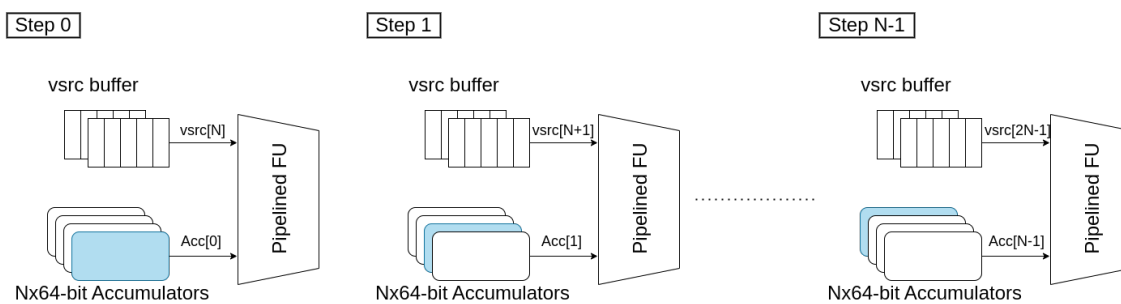 Step 0
vsrc buffer
vsrc[N]
Pipelined FU
Acc[0]
Nx64-bit Accumulators
Step 1
vsrc buffer
vsrc[N+1]
Pipelined FU
Acc[1]
Nx64-bit Accumulators
Step N-1
vsrc buffer
vsrc[2N-1]
Pipelined FU
Acc[N-1]
Nx64-bit Accumulators